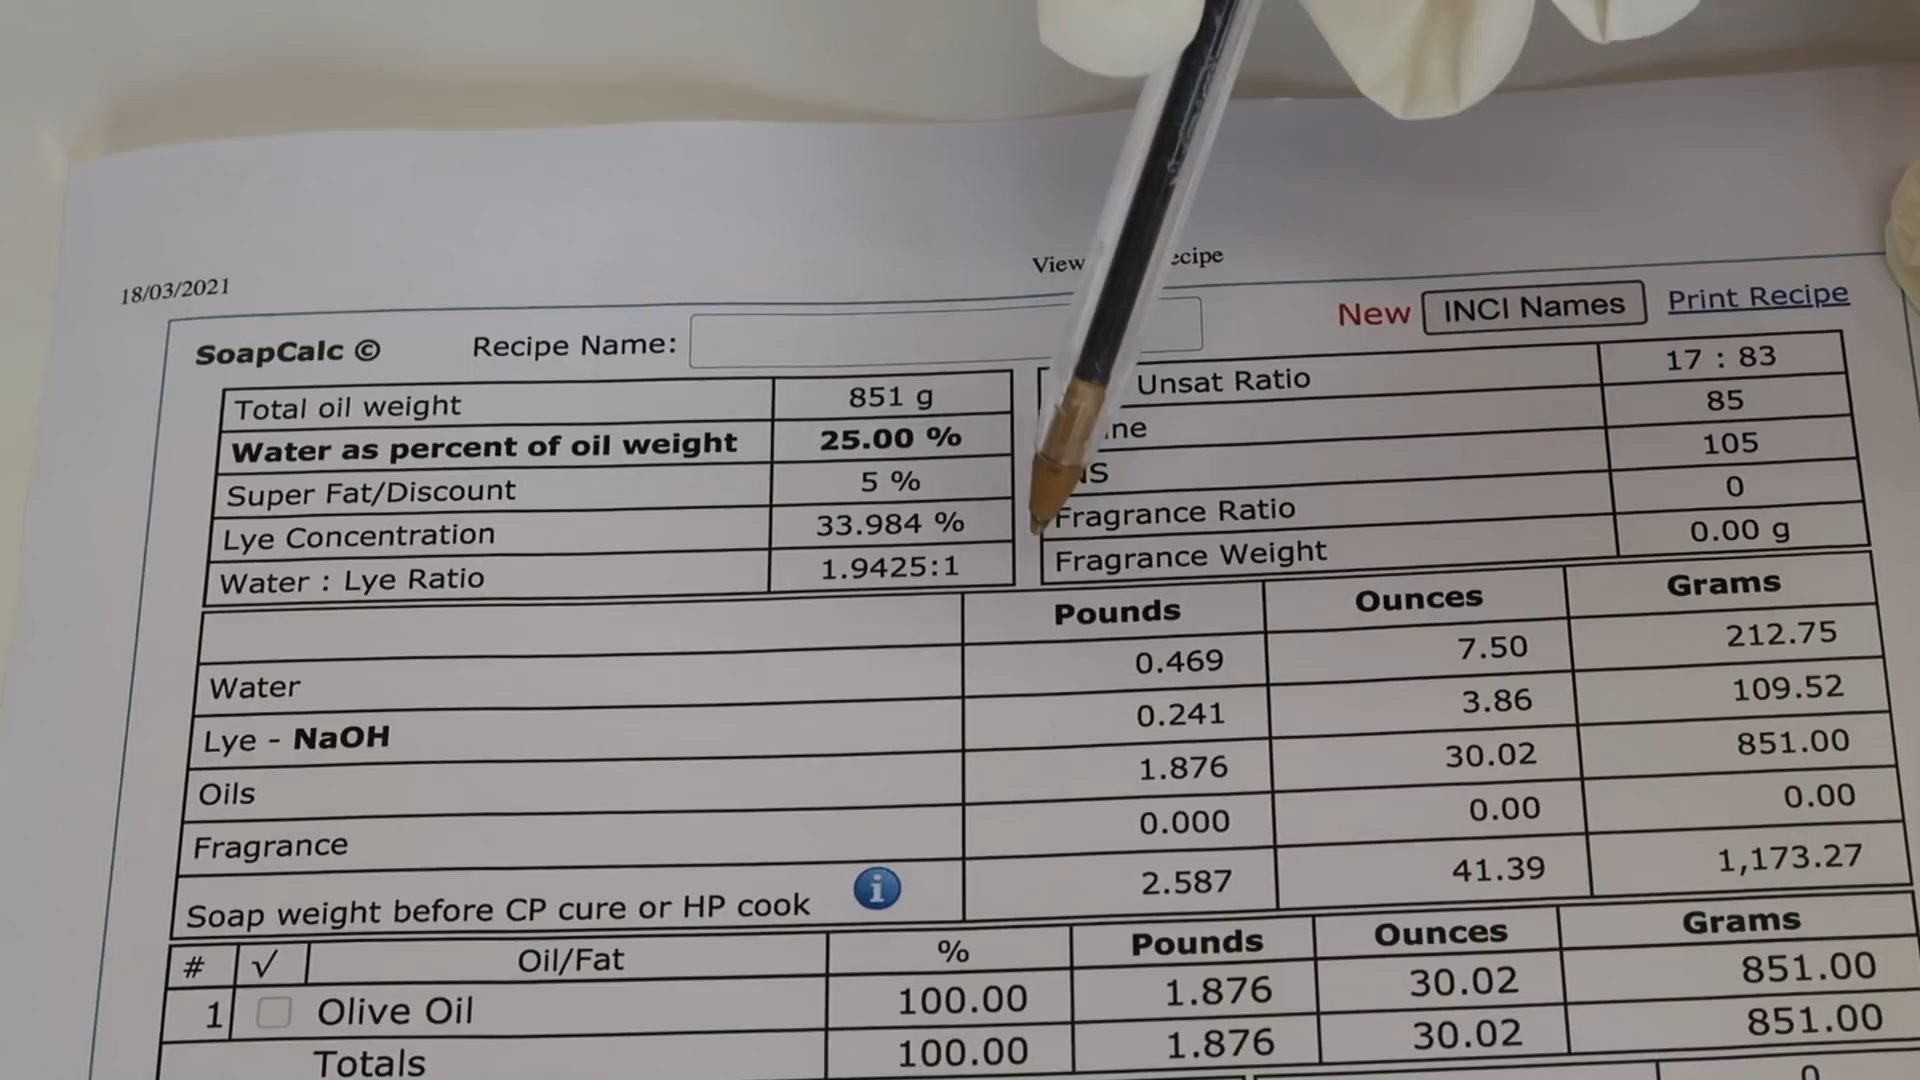 18/03/2021
View ecipe
SoapCalc © Recipe Name: New INCI Names Print Recipe
Total oil weight 851 g
Water as percent of oil weight 25.00 %
Super Fat/Discount 5 %
Lye Concentration 33.984 %
Water : Lye Ratio 1.9425:1
Unsat Ratio 17 : 83
ne 85
NS 105
Fragrance Ratio 0
Fragrance Weight 0.00 g
Pounds Ounces Grams
Water 0.469 7.50 212.75
Lye - NaOH 0.241 3.86 109.52
Oils 1.876 30.02 851.00
Fragrance 0.000 0.00 0.00
Soap weight before CP cure or HP cook i 2.587 41.39 1,173.27
# √ Oil/Fat % Pounds Ounces Grams
1 Olive Oil 100.00 1.876 30.02 851.00
Totals 100.00 1.876 30.02 851.00